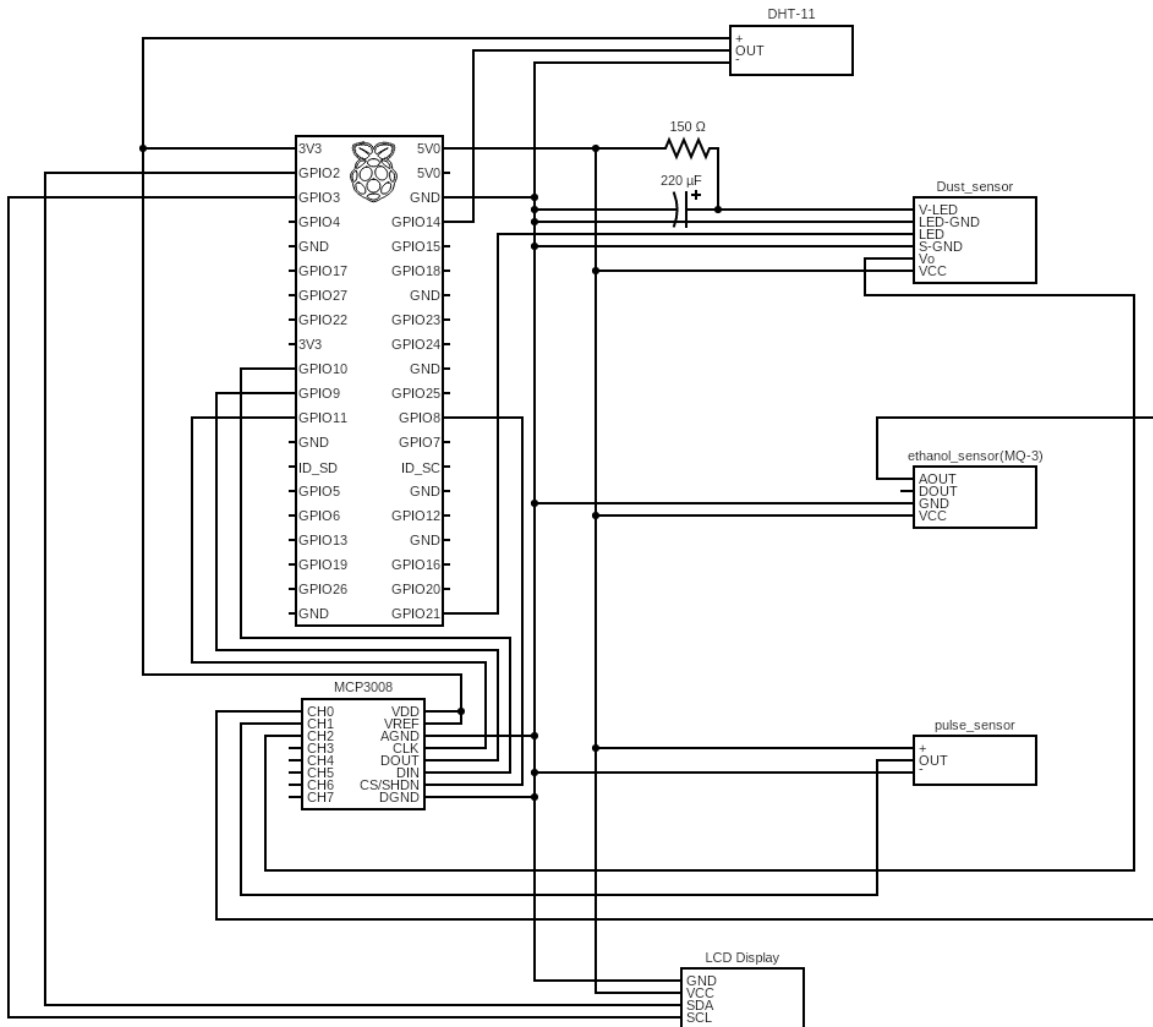 DHT-11
+
OUT
-
150 Ω
220 µF
+
3V3
GPIO2
GPIO3
GPIO4
GND
GPIO17
GPIO27
GPIO22
3V3
GPIO10
GPIO9
GPIO11
GND
ID_SD
GPIO5
GPIO6
GPIO13
GPIO19
GPIO26
GND
5V0
5V0
GND
GPIO14
GPIO15
GPIO18
GND
GPIO23
GPIO24
GND
GPIO25
GPIO8
GPIO7
ID_SC
GND
GPIO12
GND
GPIO16
GPIO20
GPIO21
Dust_sensor
V-LED
LED-GND
LED
S-GND
Vo
VCC
ethanol_sensor(MQ-3)
AOUT
DOUT
GND
VCC
MCP3008
CH0
CH1
CH2
CH3
CH4
CH5
CH6
CH7
VDD
VREF
AGND
CLK
DOUT
DIN
CS/SHDN
DGND
pulse_sensor
+
OUT
-
LCD Display
GND
VCC
SDA
SCL